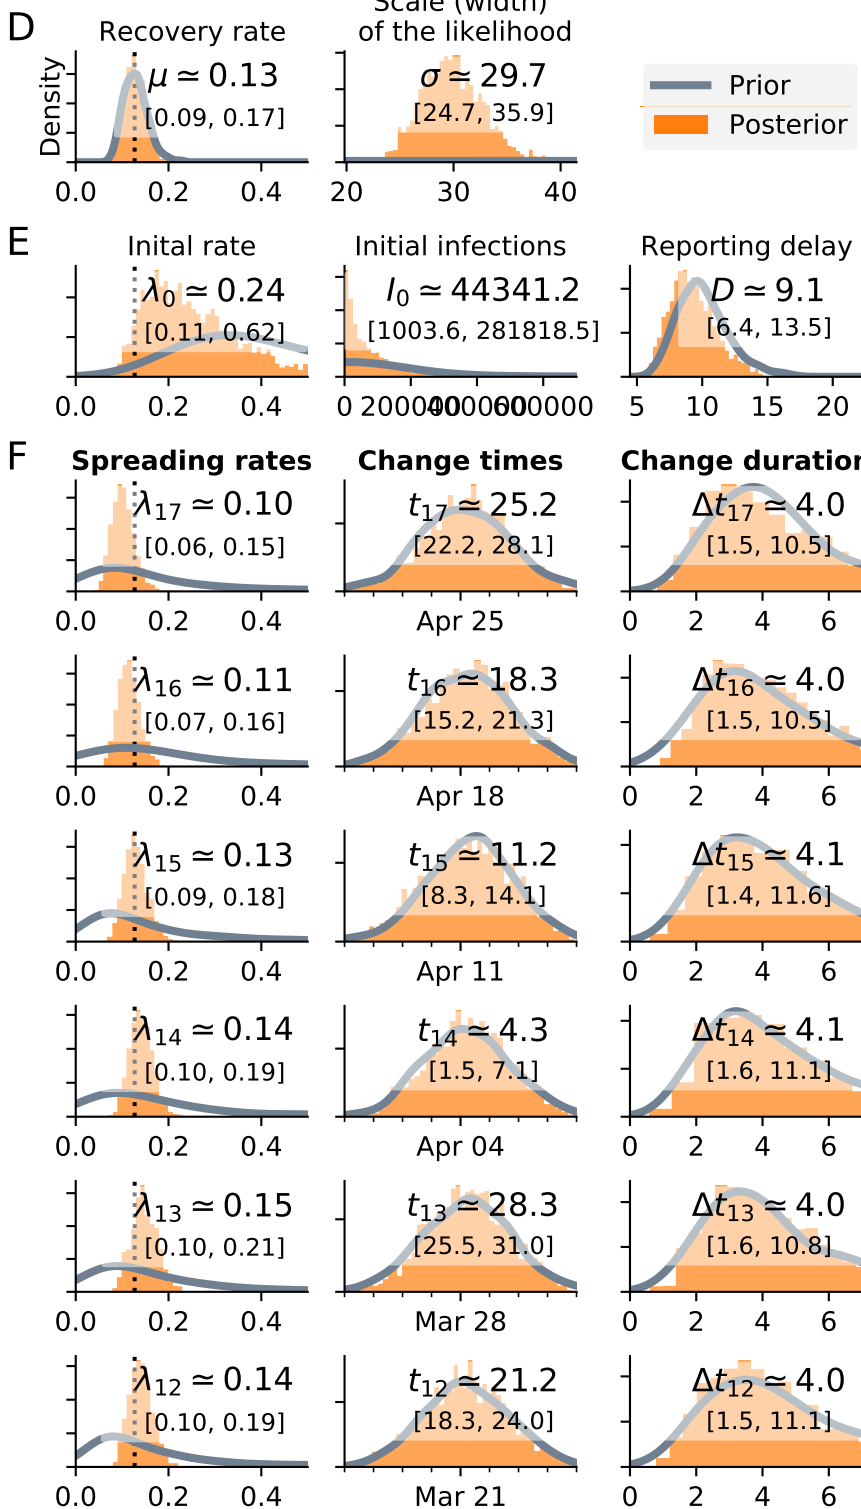 D
Recovery rate
Scale (width)
of the likelihood
Density
μ ≃ 0.13
[0.09, 0.17]
σ ≃ 29.7
[24.7, 35.9]
Prior
Posterior
0.0 0.2 0.4
20 30 40
E
Inital rate
Initial infections
Reporting delay
λ0 ≃ 0.24
[0.11, 0.62]
I0 ≃ 44341.2
[1003.6, 281818.5]
D ≃ 9.1
[6.4, 13.5]
0.0 0.2 0.4
0 200000 400000 600000
5 10 15 20
F
Spreading rates
Change times
Change duration
λ17 ≃ 0.10
[0.06, 0.15]
t17 ≃ 25.2
[22.2, 28.1]
Δt17 ≃ 4.0
[1.5, 10.5]
0.0 0.2 0.4
Apr 25
0 2 4 6
λ16 ≃ 0.11
[0.07, 0.16]
t16 ≃ 18.3
[15.2, 21.3]
Δt16 ≃ 4.0
[1.5, 10.5]
0.0 0.2 0.4
Apr 18
0 2 4 6
λ15 ≃ 0.13
[0.09, 0.18]
t15 ≃ 11.2
[8.3, 14.1]
Δt15 ≃ 4.1
[1.4, 11.6]
0.0 0.2 0.4
Apr 11
0 2 4 6
λ14 ≃ 0.14
[0.10, 0.19]
t14 ≃ 4.3
[1.5, 7.1]
Δt14 ≃ 4.1
[1.6, 11.1]
0.0 0.2 0.4
Apr 04
0 2 4 6
λ13 ≃ 0.15
[0.10, 0.21]
t13 ≃ 28.3
[25.5, 31.0]
Δt13 ≃ 4.0
[1.6, 10.8]
0.0 0.2 0.4
Mar 28
0 2 4 6
λ12 ≃ 0.14
[0.10, 0.19]
t12 ≃ 21.2
[18.3, 24.0]
Δt12 ≃ 4.0
[1.5, 11.1]
0.0 0.2 0.4
Mar 21
0 2 4 6